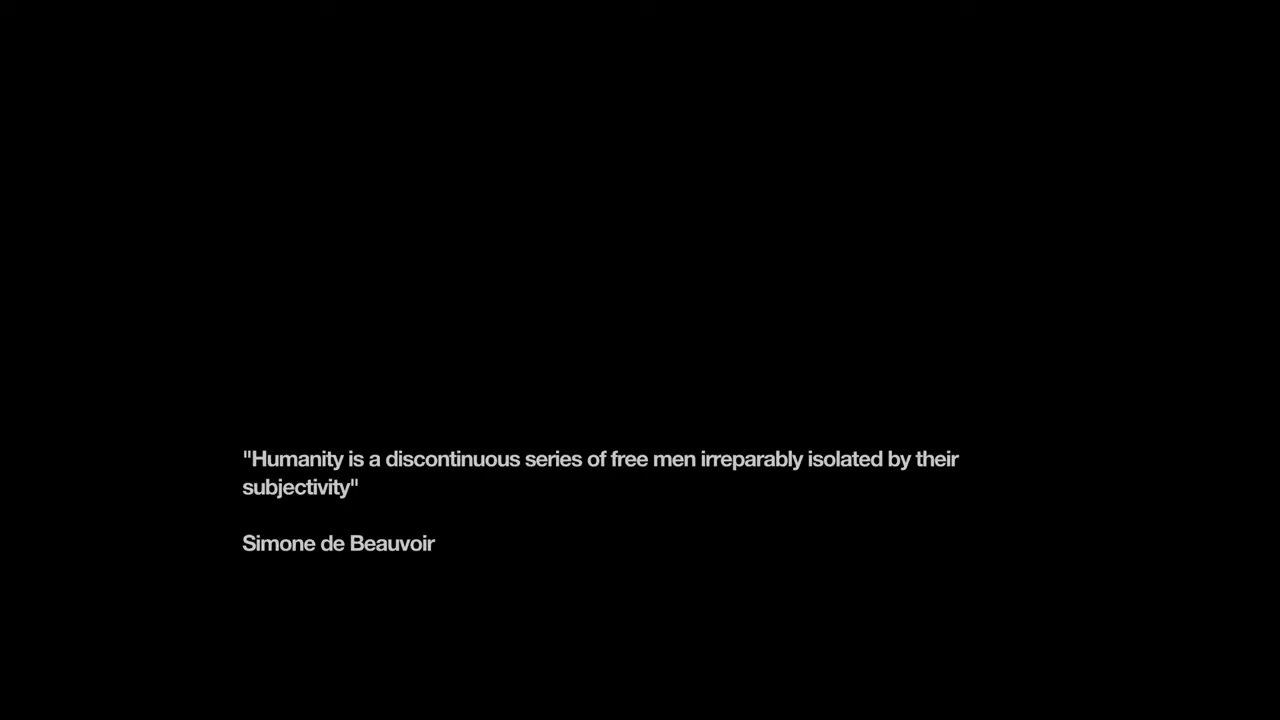 "Humanity is a discontinuous series of free men irreparably isolated by their
subjectivity"
Simone de Beauvoir